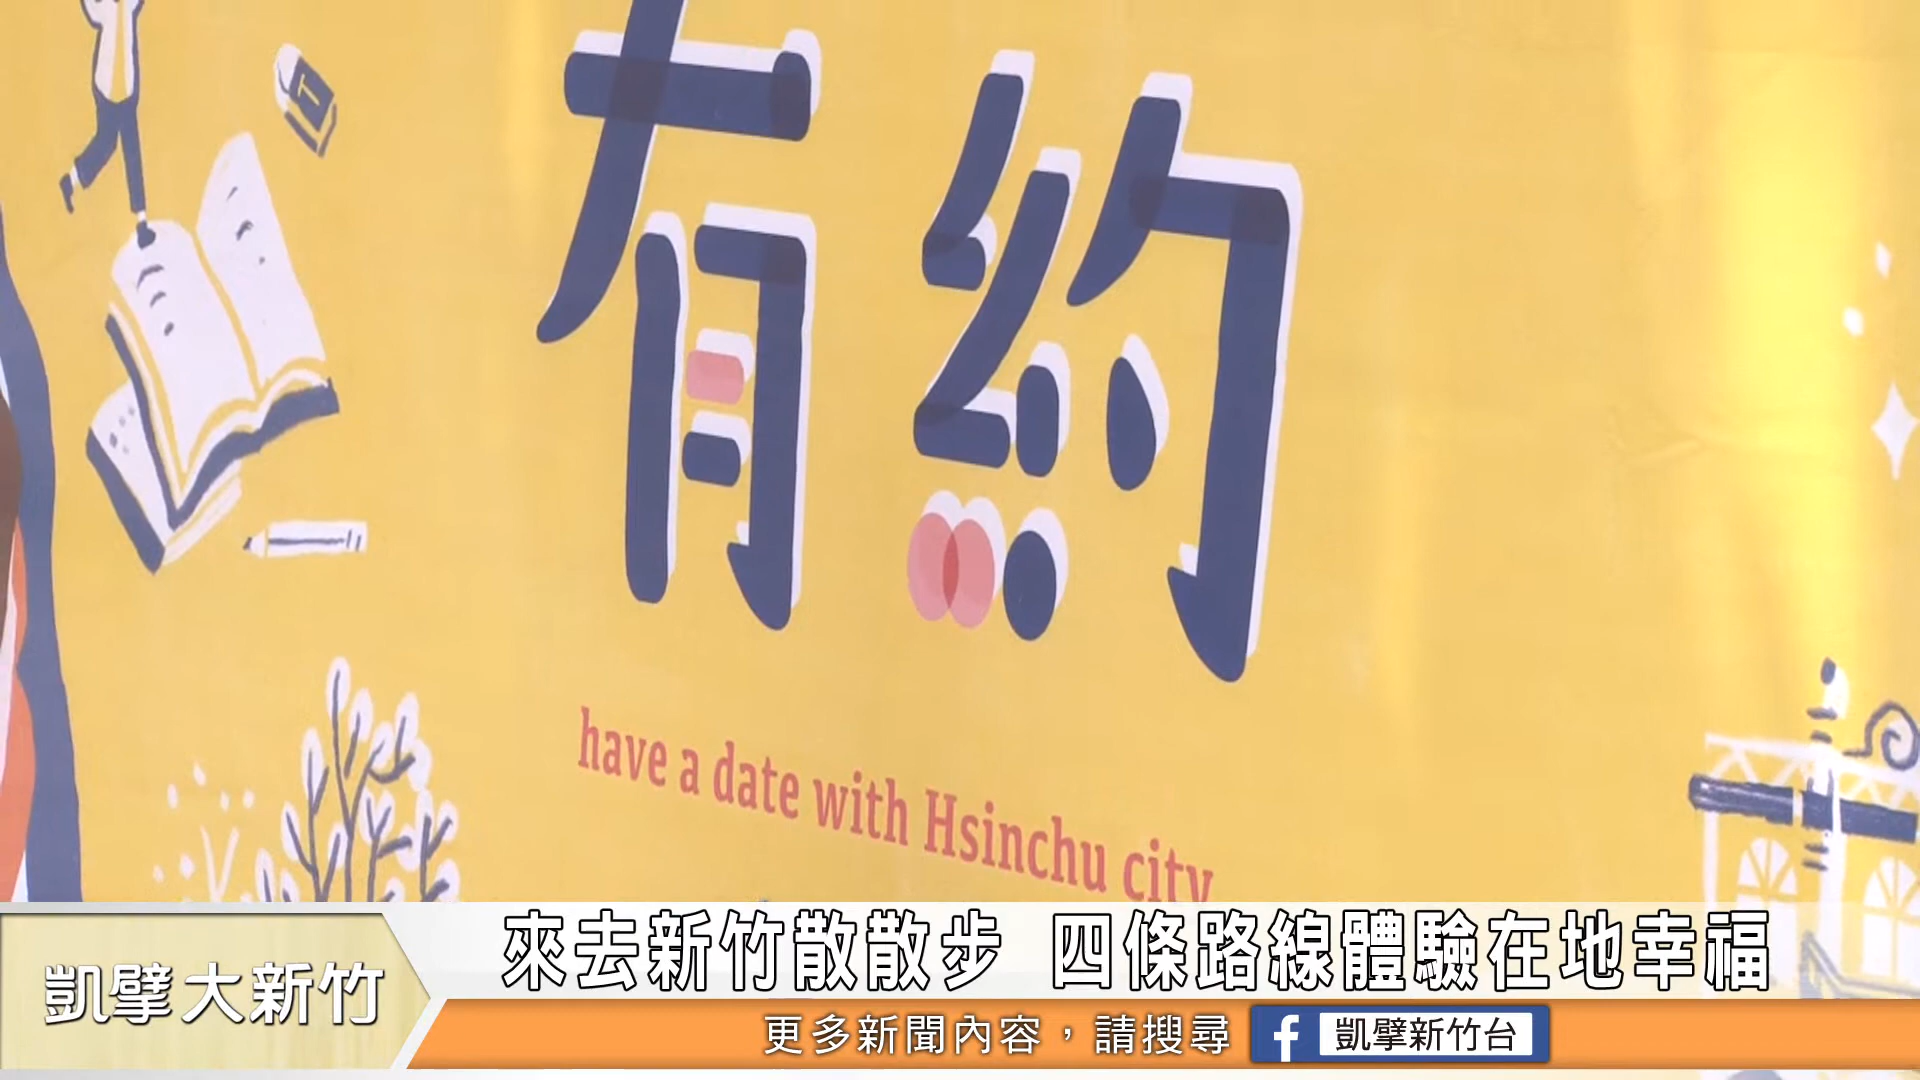 有約
have a date with Hsinchu city
T
來去新竹散散步 四條路線體驗在地幸福
凱擘大新竹
更多新聞內容,請搜尋 f 凱擘新竹台